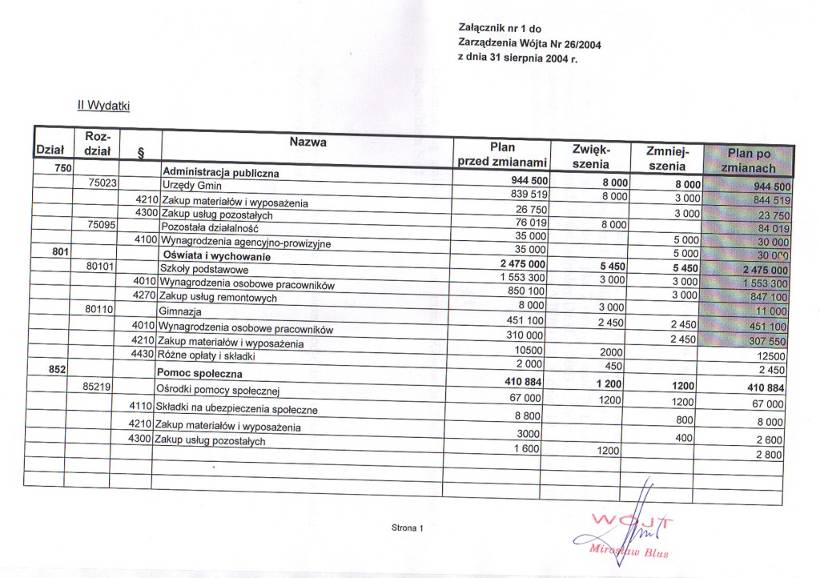 Załącznik nr 1 do
Zarządzenia Wójta Nr 26/2004
z dnia 31 sierpnia 2004 r.
II Wydatki
Dział Roz-dział § Nazwa Plan przed zmianami Zwięk-szenia Zmniej-szenia Plan po zmianach
750 Administracja publiczna 944 500 8 000 8 000 944 500
75023 Urzędy Gmin 839 519 8 000 3 000 844 519
4210 Zakup materiałów i wyposażenia 26 750 3 000 23 750
4300 Zakup usług pozostałych 76 019 8 000 84 019
75095 Pozostała działalność 35 000 5 000 30 000
4100 Wynagrodzenia agencyjno-prowizyjne 35 000 5 000 30 000
801 Oświata i wychowanie 2 475 000 5 450 5 450 2 475 000
80101 Szkoły podstawowe 1 553 300 3 000 3 000 1 553 300
4010 Wynagrodzenia osobowe pracowników 850 100 3 000 847 100
4270 Zakup usług remontowych 8 000 3 000 11 000
80110 Gimnazja 451 100 2 450 2 450 451 100
4010 Wynagrodzenia osobowe pracowników 310 000 2 450 307 550
4210 Zakup materiałów i wyposażenia 10500 2000 12500
4430 Różne opłaty i składki 2 000 450 2 450
852 Pomoc społeczna 410 884 1 200 1200 410 884
85219 Ośrodki pomocy społecznej 67 000 1200 1200 67 000
4110 Składki na ubezpieczenia społeczne 8 800 800 8 000
4210 Zakup materiałów i wyposażenia 3000 400 2 600
4300 Zakup usług pozostałych 1 600 1200 2 800
Strona 1
WÓJT
Mirosław Blus